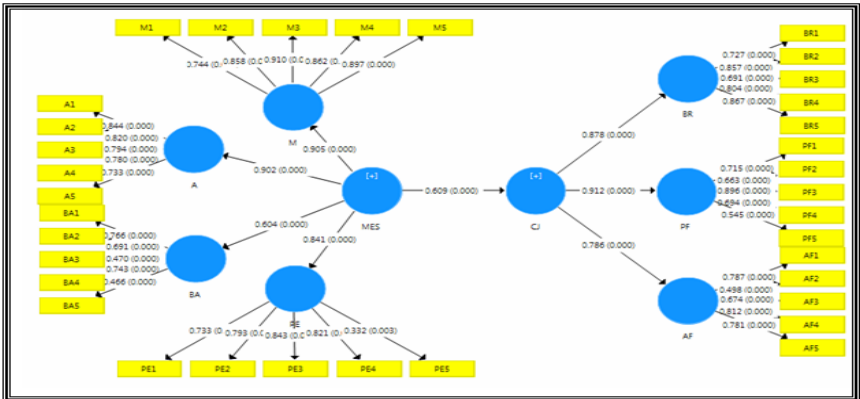 M1 M2 M3 M4 M5
0.744 (0. 0.858 (0.0 0.910 (0.0 0.862 (0. 0.897 (0.000)
M
A1
A2
A3
A4
A5
0.844 (0.000)
0.820 (0.000)
0.794 (0.000)
0.780 (0.000)
0.733 (0.000)
A
0.905 (0.000)
0.902 (0.000)
[+]
MES
0.604 (0.000)
0.841 (0.000)
BA1
BA2
BA3
BA4
BA5
0.766 (0.000)
0.691 (0.000)
0.470 (0.000)
0.743 (0.000)
0.466 (0.000)
BA
PE
0.733 (0. 0.793 (0.0 0.843 (0.0 0.821 (0. 0.332 (0.003)
PE1 PE2 PE3 PE4 PE5
0.609 (0.000)
[+]
CJ
0.878 (0.000)
0.912 (0.000)
0.786 (0.000)
BR
0.727 (0.000)
0.857 (0.000)
0.691 (0.000)
0.804 (0.000)
0.867 (0.000)
BR1
BR2
BR3
BR4
BR5
PF
0.715 (0.000)
0.663 (0.000)
0.896 (0.000)
0.694 (0.000)
0.545 (0.000)
PF1
PF2
PF3
PF4
PF5
AF
0.787 (0.000)
0.498 (0.000)
0.674 (0.000)
0.812 (0.000)
0.781 (0.000)
AF1
AF2
AF3
AF4
AF5